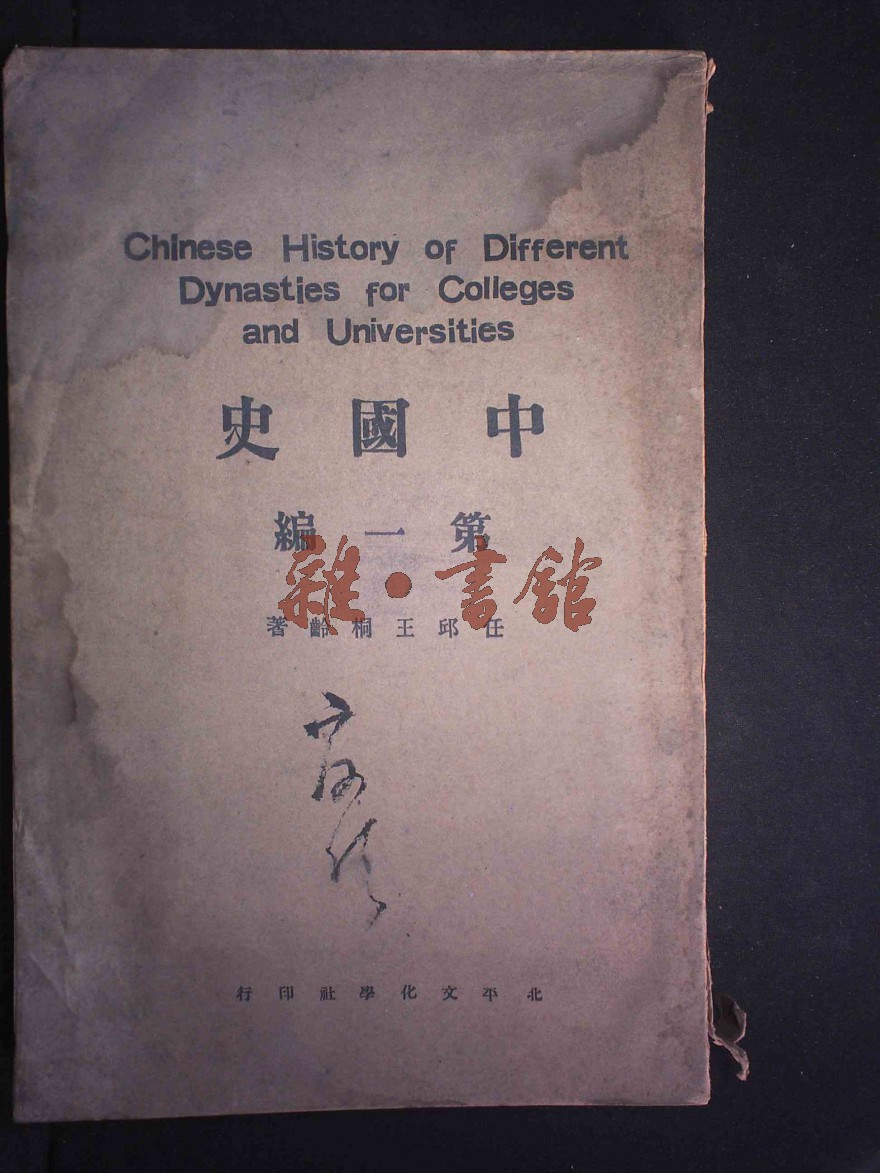 Chinese History of Different
Dynasties for Colleges
and Universities
中國史
第一編
雜·書館
任邱王桐齡著
北平文化學社印行